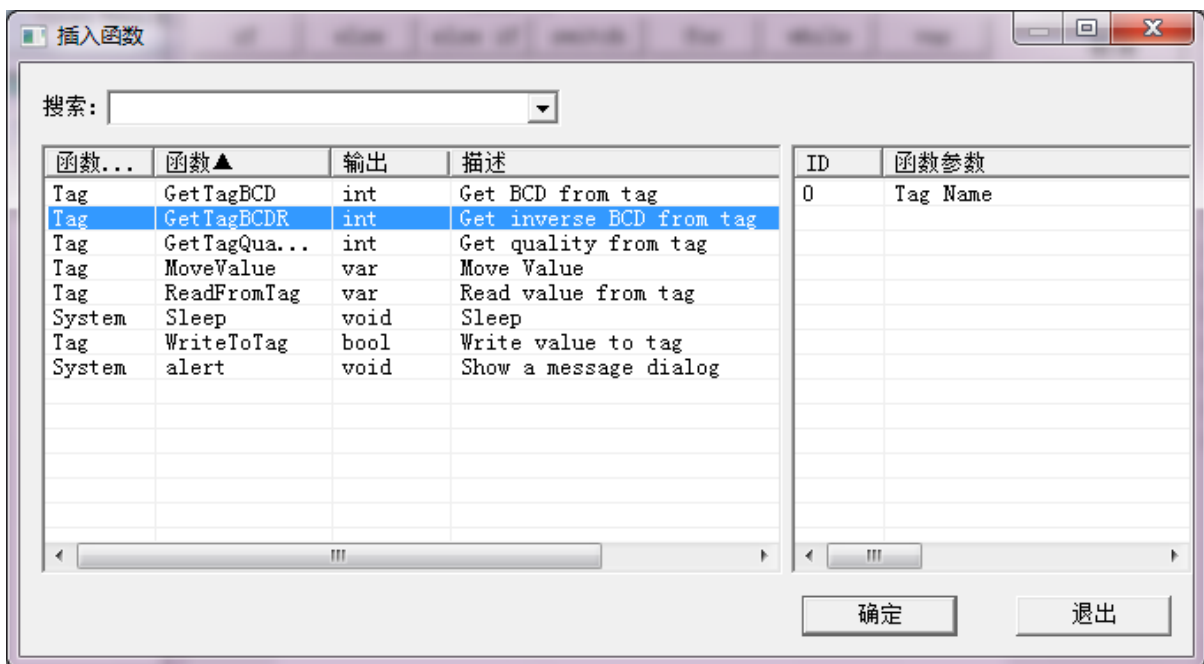 插入函数
搜索:
函数... 函数▲ 输出 描述
Tag GetTagBCD int Get BCD from tag
Tag GetTagBCDR int Get inverse BCD from tag
Tag GetTagQua... int Get quality from tag
Tag MoveValue var Move Value
Tag ReadFromTag var Read value from tag
System Sleep void Sleep
Tag WriteToTag bool Write value to tag
System alert void Show a message dialog
ID 函数参数
0 Tag Name
确定 退出